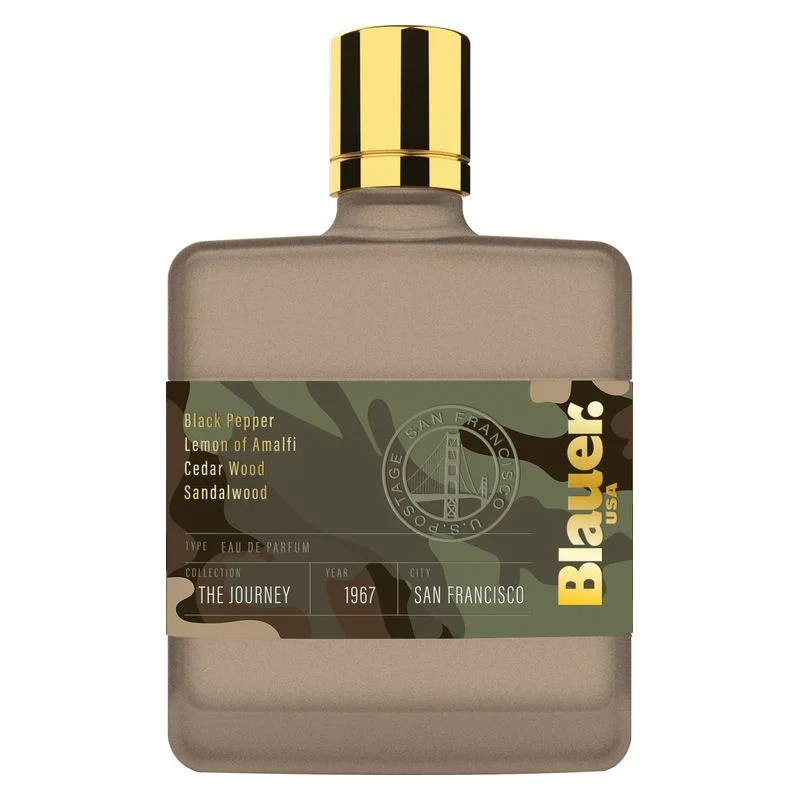 Black Pepper
Lemon of Amalfi
Cedar Wood
Sandalwood
SAN FRANCISCO U.S. POSTAGE
TYPE EAU DE PARFUM
COLLECTION YEAR CITY
THE JOURNEY 1967 SAN FRANCISCO
Blauer.
USA